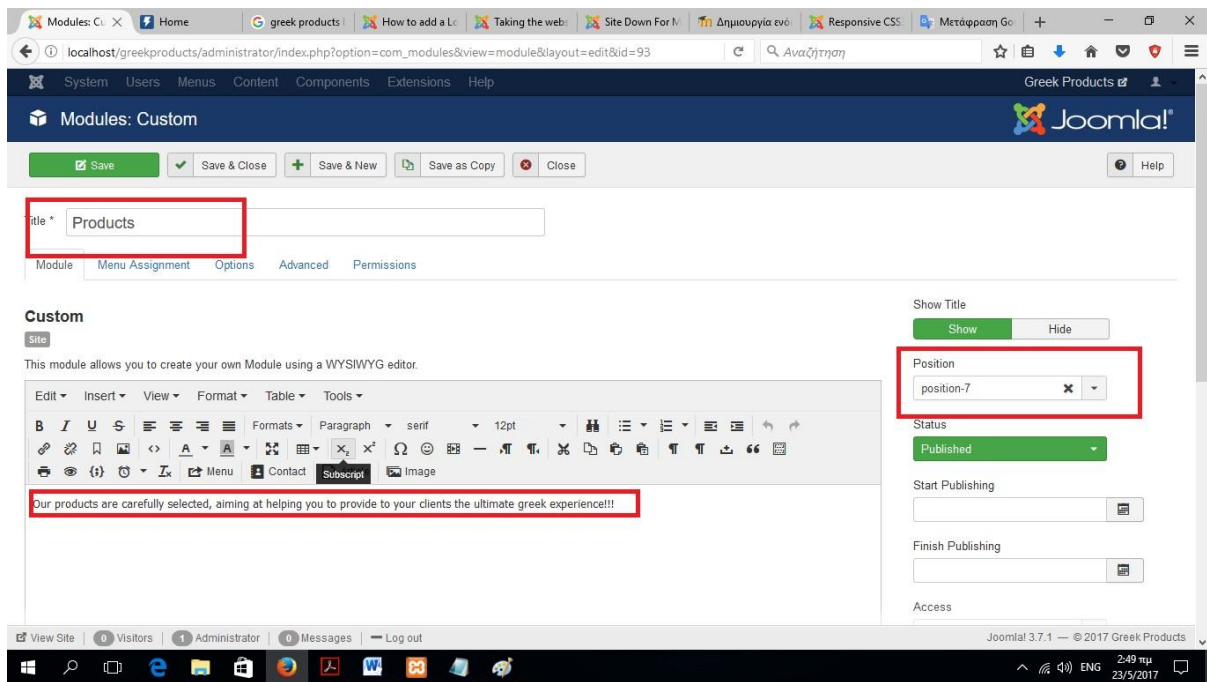 Modules: Cu
Home
greek products
How to add a Lo
Taking the webs
Site Down For M
Δημιουργία ενό
Responsive CSS
Μετάφραση Go
localhost/greekproducts/administrator/index.php?option=com_modules&view=module&layout=edit&id=93
Αναζήτηση
System Users Menus Content Components Extensions Help
Greek Products
Modules: Custom
Joomla!®
Save
Save & Close
Save & New
Save as Copy
Close
Help
Title *
Products
Module Menu Assignment Options Advanced Permissions
Custom
Site
This module allows you to create your own Module using a WYSIWYG editor.
Edit Insert View Format Table Tools
B I U S Formats Paragraph serif 12pt
A A X₂ X² Ω
Menu Contact Image
Subscript
Our products are carefully selected, aiming at helping you to provide to your clients the ultimate greek experience!!!
Show Title
Show Hide
Position
position-7
Status
Published
Start Publishing
Finish Publishing
Access
View Site 0 Visitors 1 Administrator 0 Messages Log out
Joomla! 3.7.1 — © 2017 Greek Products
ENG
2:49 πμ
23/5/2017